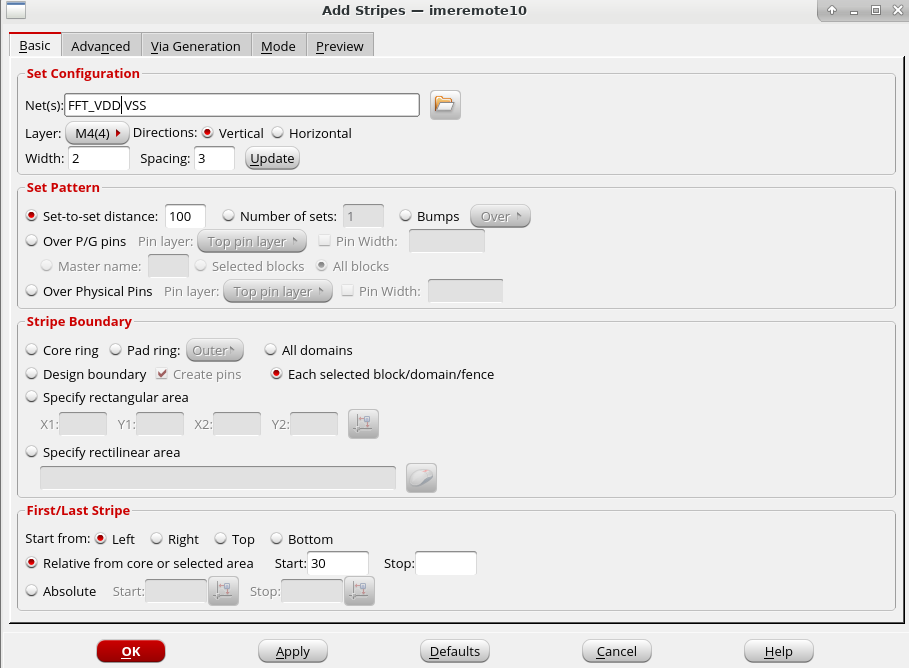 Add Stripes — imeremote10
Basic Advanced Via Generation Mode Preview
Set Configuration
Net(s): FFT_VDD VSS
Layer: M4(4) Directions: Vertical Horizontal
Width: 2 Spacing: 3 Update
Set Pattern
Set-to-set distance: 100 Number of sets: 1 Bumps Over
Over P/G pins Pin layer: Top pin layer Pin Width:
Master name: Selected blocks All blocks
Over Physical Pins Pin layer: Top pin layer Pin Width:
Stripe Boundary
Core ring Pad ring: Outer All domains
Design boundary Create pins Each selected block/domain/fence
Specify rectangular area
X1: Y1: X2: Y2:
Specify rectilinear area
First/Last Stripe
Start from: Left Right Top Bottom
Relative from core or selected area Start: 30 Stop:
Absolute Start: Stop:
OK Apply Defaults Cancel Help